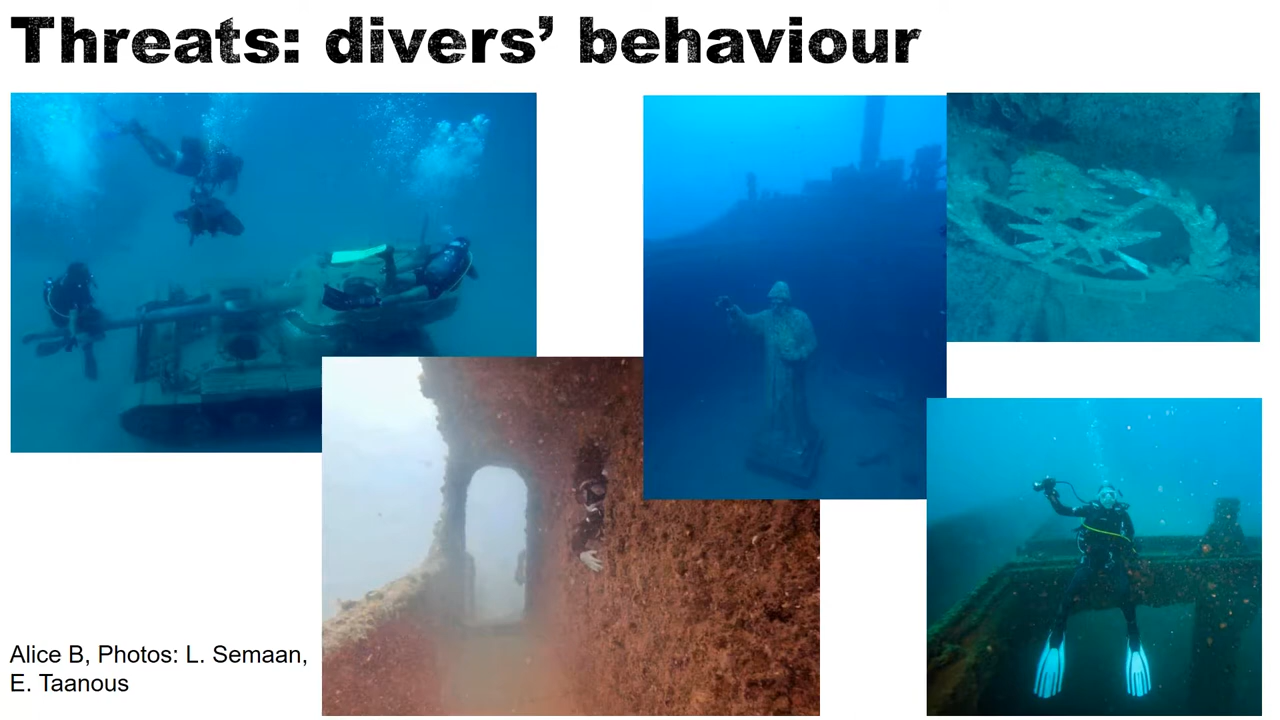 Threats: divers’ behaviour
Alice B, Photos: L. Semaan,
E. Taanous